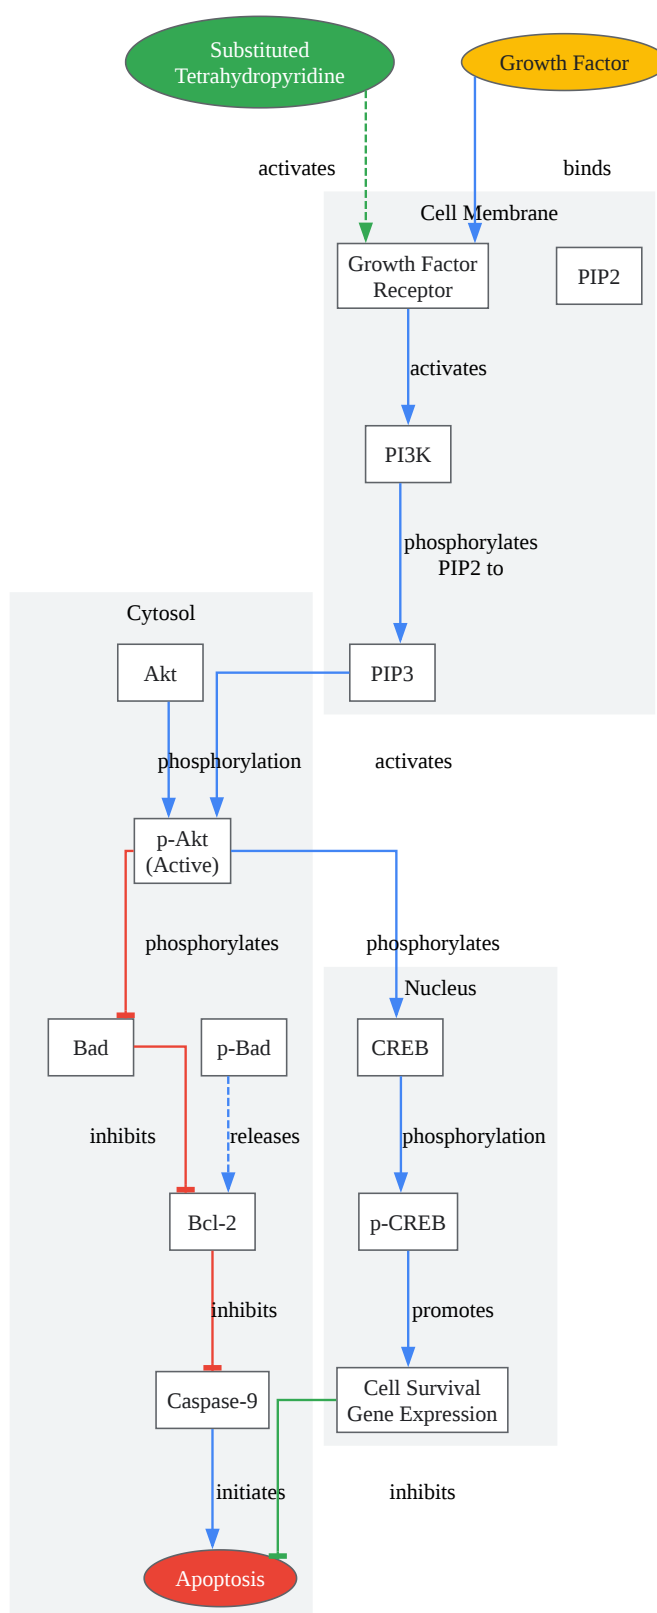 Substituted
Tetrahydropyridine
Growth Factor
activates
binds
Cell Membrane
Growth Factor
Receptor
PIP2
activates
PI3K
phosphorylates
PIP2 to
Cytosol
Akt
PIP3
phosphorylation
activates
p-Akt
(Active)
phosphorylates
phosphorylates
Nucleus
Bad
p-Bad
CREB
inhibits
releases
phosphorylation
Bcl-2
p-CREB
inhibits
promotes
Caspase-9
Cell Survival
Gene Expression
initiates
inhibits
Apoptosis